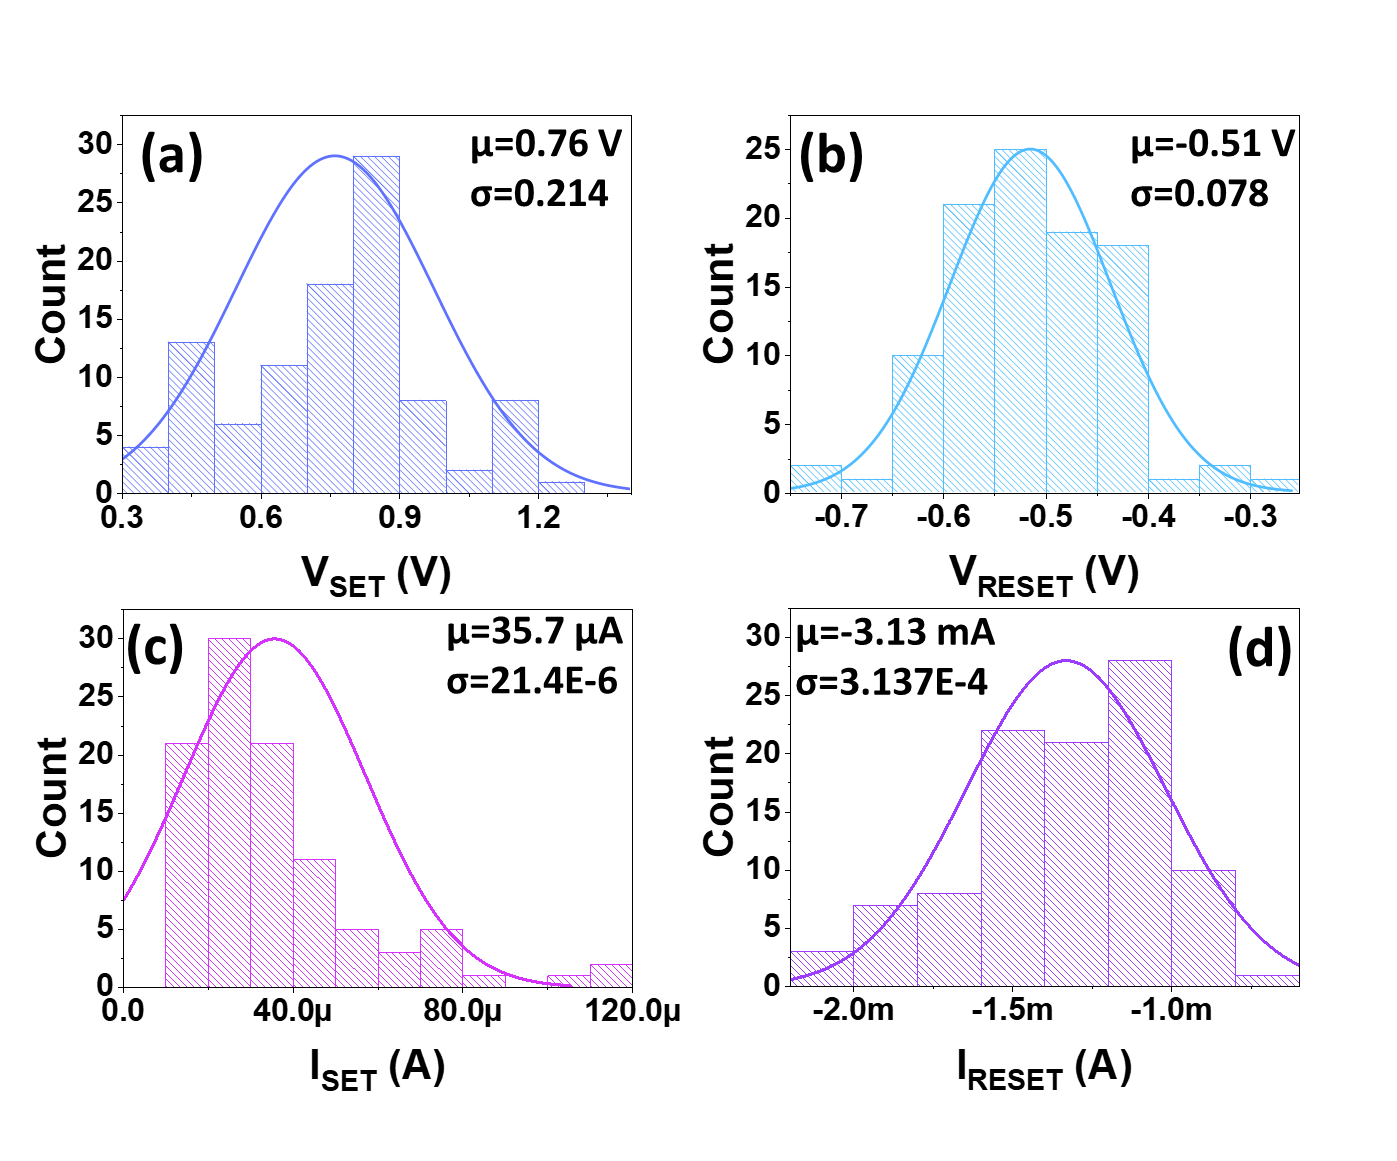 (a)
μ=0.76 V
σ=0.214
30
25
20
15
10
5
0
Count
0.3 0.6 0.9 1.2
VSET (V)
(b)
μ=-0.51 V
σ=0.078
25
20
15
10
5
0
Count
-0.7 -0.6 -0.5 -0.4 -0.3
VRESET (V)
(c)
μ=35.7 μA
σ=21.4E-6
30
25
20
15
10
5
0
Count
0.0 40.0μ 80.0μ 120.0μ
ISET (A)
μ=-3.13 mA
σ=3.137E-4
(d)
30
25
20
15
10
5
0
Count
-2.0m -1.5m -1.0m
IRESET (A)